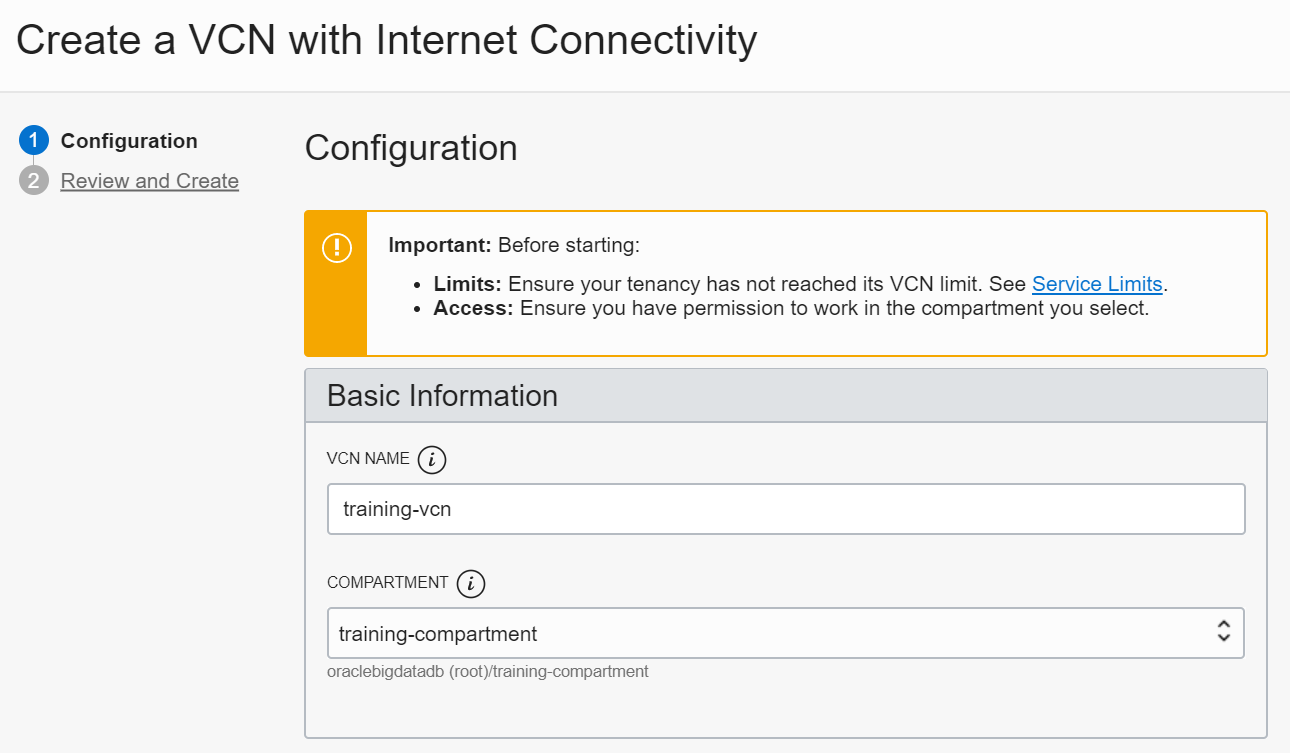 Create a VCN with Internet Connectivity
1 Configuration
2 Review and Create
Configuration
Important: Before starting:
• Limits: Ensure your tenancy has not reached its VCN limit. See Service Limits.
• Access: Ensure you have permission to work in the compartment you select.
Basic Information
VCN NAME i
training-vcn
COMPARTMENT i
training-compartment
oraclebigdatadb (root)/training-compartment